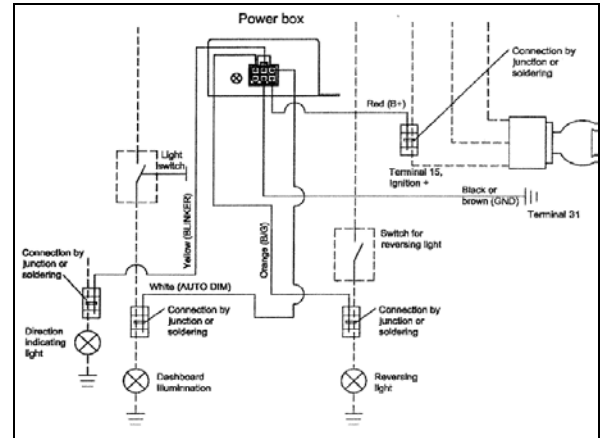 Power box
Connection by
junction or
soldering
Red (B+)
Light
switch
Terminal 15,
Ignition +
Black or
brown (GND)
Terminal 31
Yellow (BLINKER)
Orange (B/G)
Switch for
reversing light
Connection by
junction or
soldering
White (AUTO DIM)
Connection by
junction or
soldering
Connection by
junction or
soldering
Direction
indicating
light
Dashboard
illumination
Reversing
light